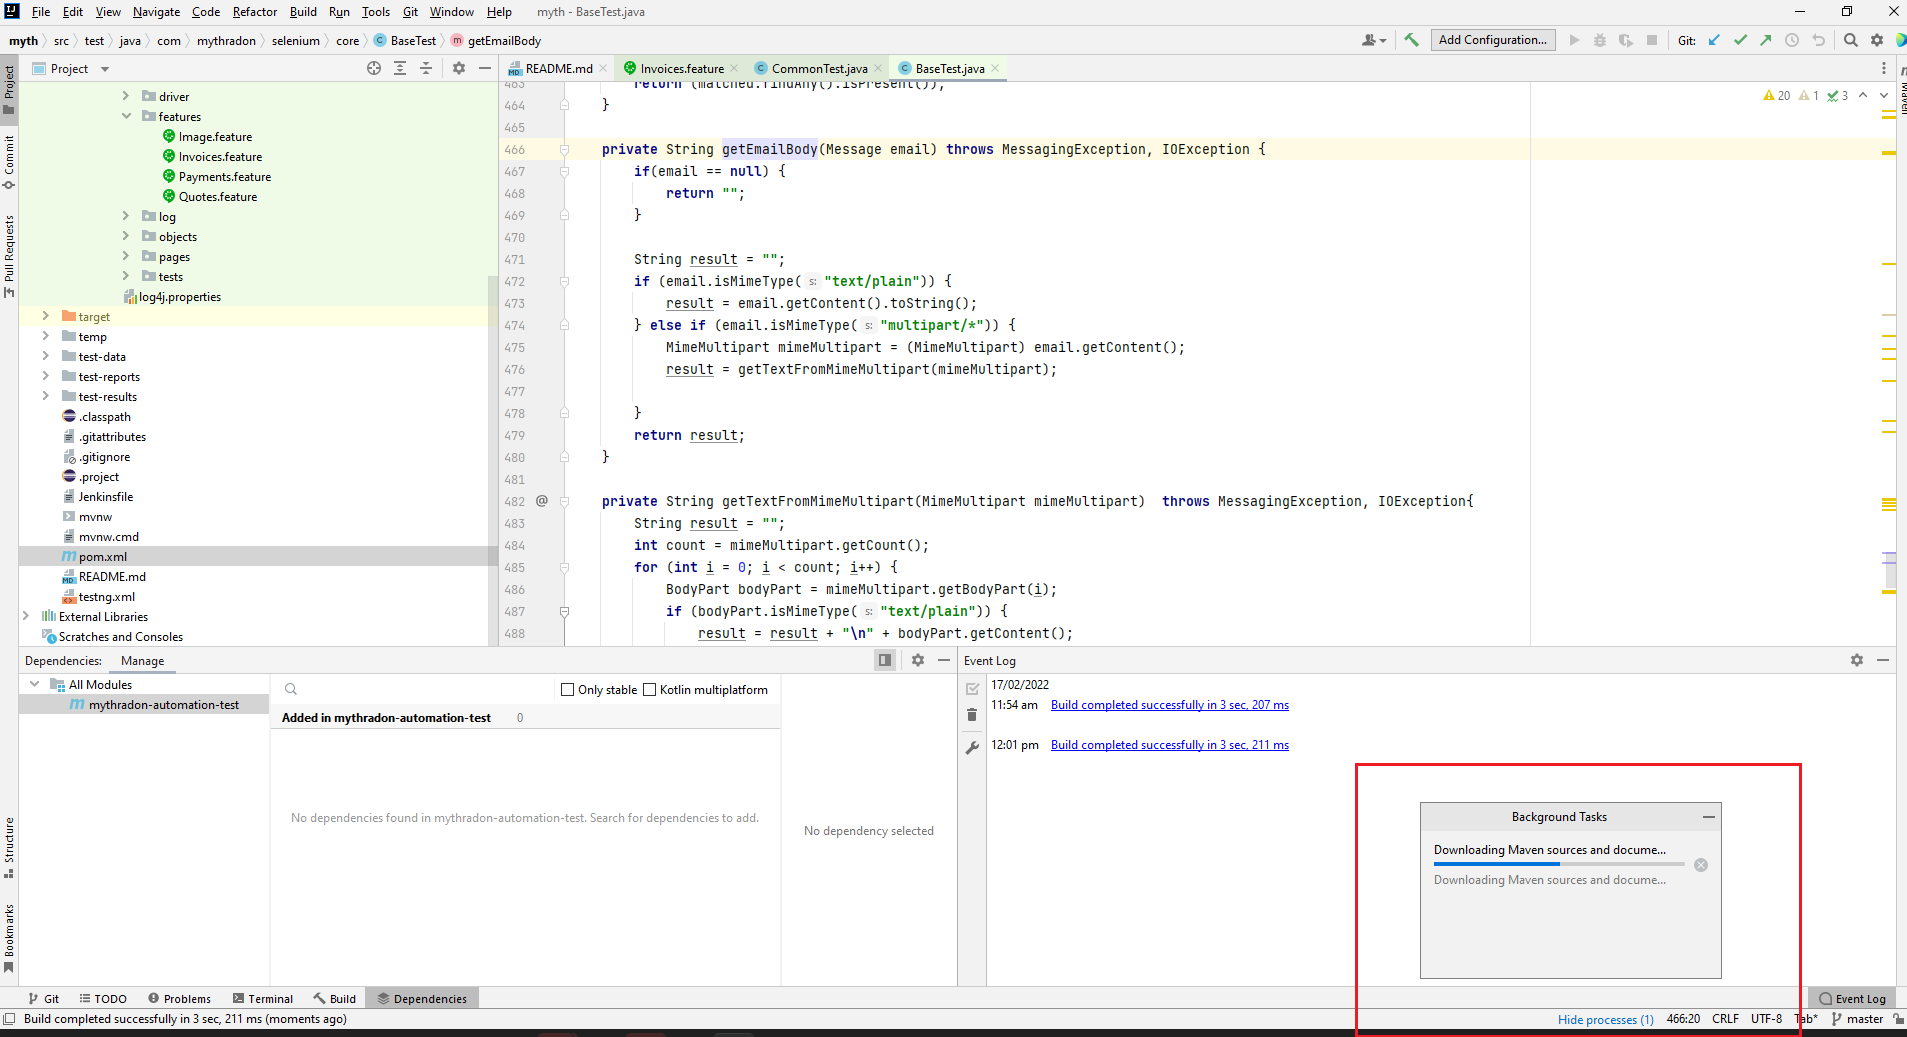 File Edit View Navigate Code Refactor Build Run Tools Git Window Help myth - BaseTest.java
myth src test java com mythradon selenium core BaseTest getEmailBody Add Configuration... Git:
Project
README.md Invoices.feature CommonTest.java BaseTest.java
Project
Commit
Pull Requests
Structure
Bookmarks
driver
features
Image.feature
Invoices.feature
Payments.feature
Quotes.feature
log
objects
pages
tests
log4j.properties
target
temp
test-data
test-reports
test-results
.classpath
.gitattributes
.gitignore
.project
Jenkinsfile
mvnw
mvnw.cmd
pom.xml
README.md
testng.xml
External Libraries
Scratches and Consoles
20 1 3
463 return (matched.findAny().isPresent());
464 }
465
466 private String getEmailBody(Message email) throws MessagingException, IOException {
467 if(email == null) {
468 return "";
469 }
470
471 String result = "";
472 if (email.isMimeType( s: "text/plain")) {
473 result = email.getContent().toString();
474 } else if (email.isMimeType( s: "multipart/*")) {
475 MimeMultipart mimeMultipart = (MimeMultipart) email.getContent();
476 result = getTextFromMimeMultipart(mimeMultipart);
477
478 }
479 return result;
480 }
481
482 @ private String getTextFromMimeMultipart(MimeMultipart mimeMultipart) throws MessagingException, IOException{
483 String result = "";
484 int count = mimeMultipart.getCount();
485 for (int i = 0; i < count; i++) {
486 BodyPart bodyPart = mimeMultipart.getBodyPart(i);
487 if (bodyPart.isMimeType( s: "text/plain")) {
488 result = result + "\n" + bodyPart.getContent();
Maven
Dependencies: Manage
All Modules
mythradon-automation-test
Only stable Kotlin multiplatform
Added in mythradon-automation-test 0
No dependencies found in mythradon-automation-test. Search for dependencies to add.
No dependency selected
Event Log
17/02/2022
11:54 am Build completed successfully in 3 sec, 207 ms
12:01 pm Build completed successfully in 3 sec, 211 ms
Background Tasks
Downloading Maven sources and docume...
Downloading Maven sources and docume...
Git TODO Problems Terminal Build Dependencies Event Log
Build completed successfully in 3 sec, 211 ms (moments ago) Hide processes (1) 466:20 CRLF UTF-8 Tab* master